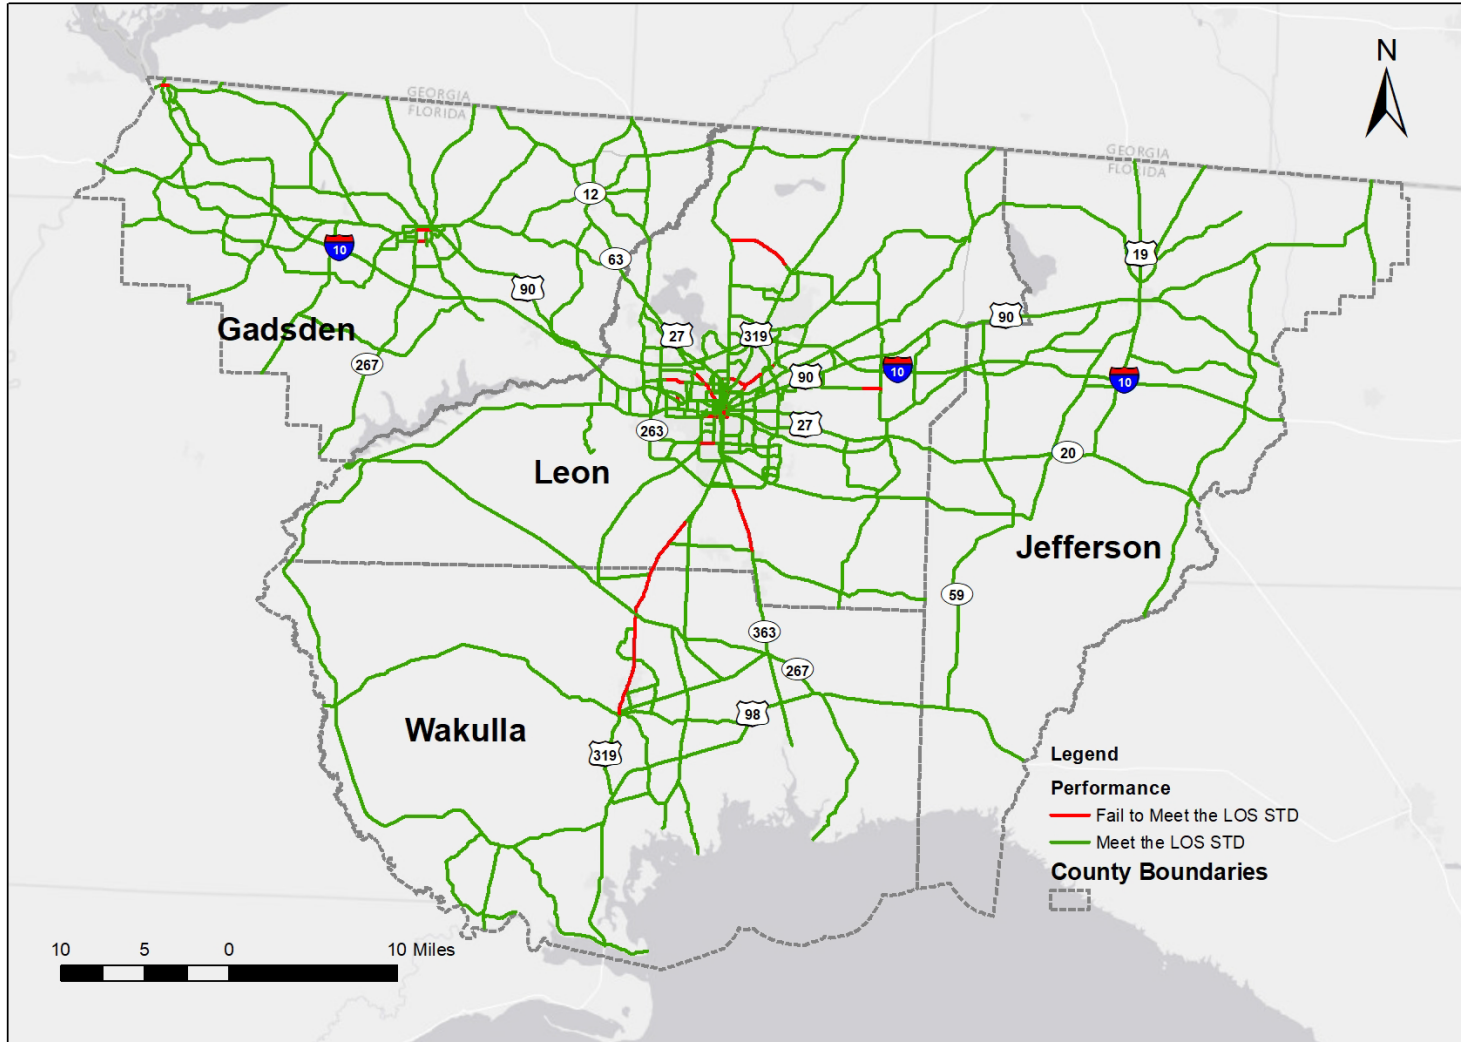 N
GEORGIA
FLORIDA
GEORGIA
FLORIDA
12
10
63
19
90
90
Gadsden
27
319
267
10
90
10
27
263
20
Leon
Jefferson
59
363
267
98
Wakulla
319
Legend
Performance
Fail to Meet the LOS STD
Meet the LOS STD
County Boundaries
10 5 0 10 Miles